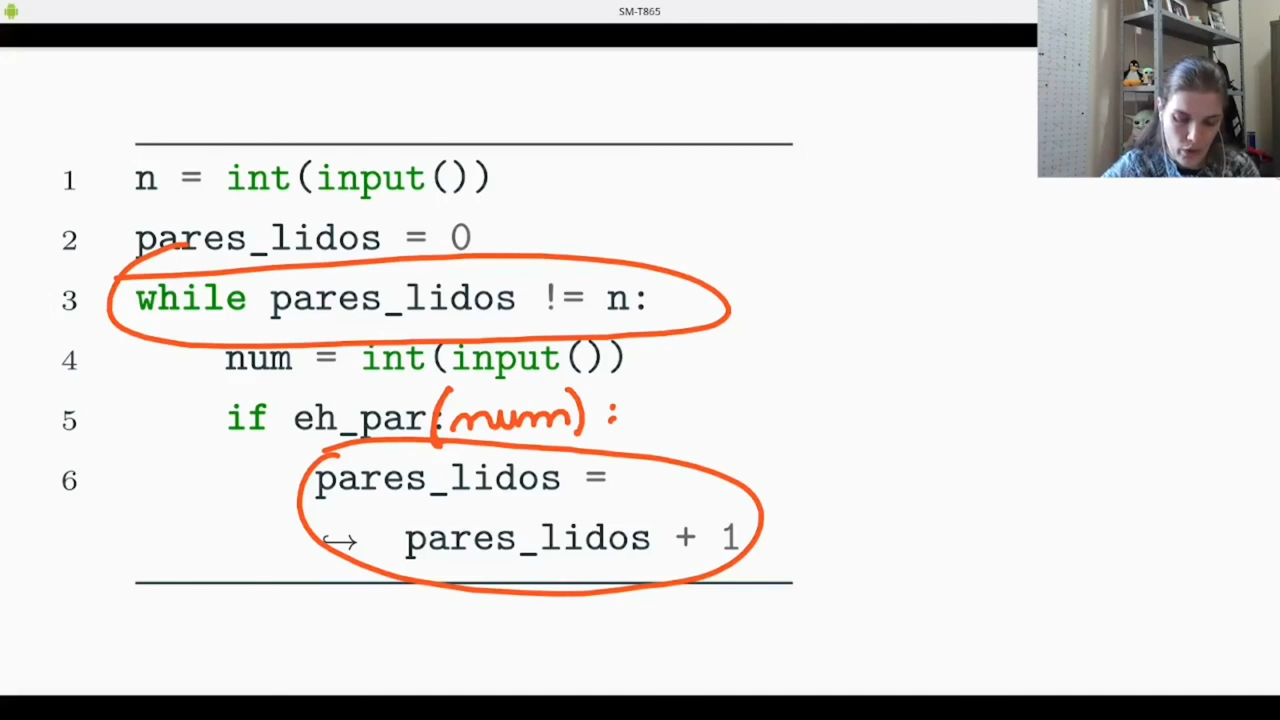 SM-T865
1 n = int(input())
2 pares_lidos = 0
3 while pares_lidos != n:
4 num = int(input())
5 if eh_par:(num) :
6 pares_lidos =
↪ pares_lidos + 1